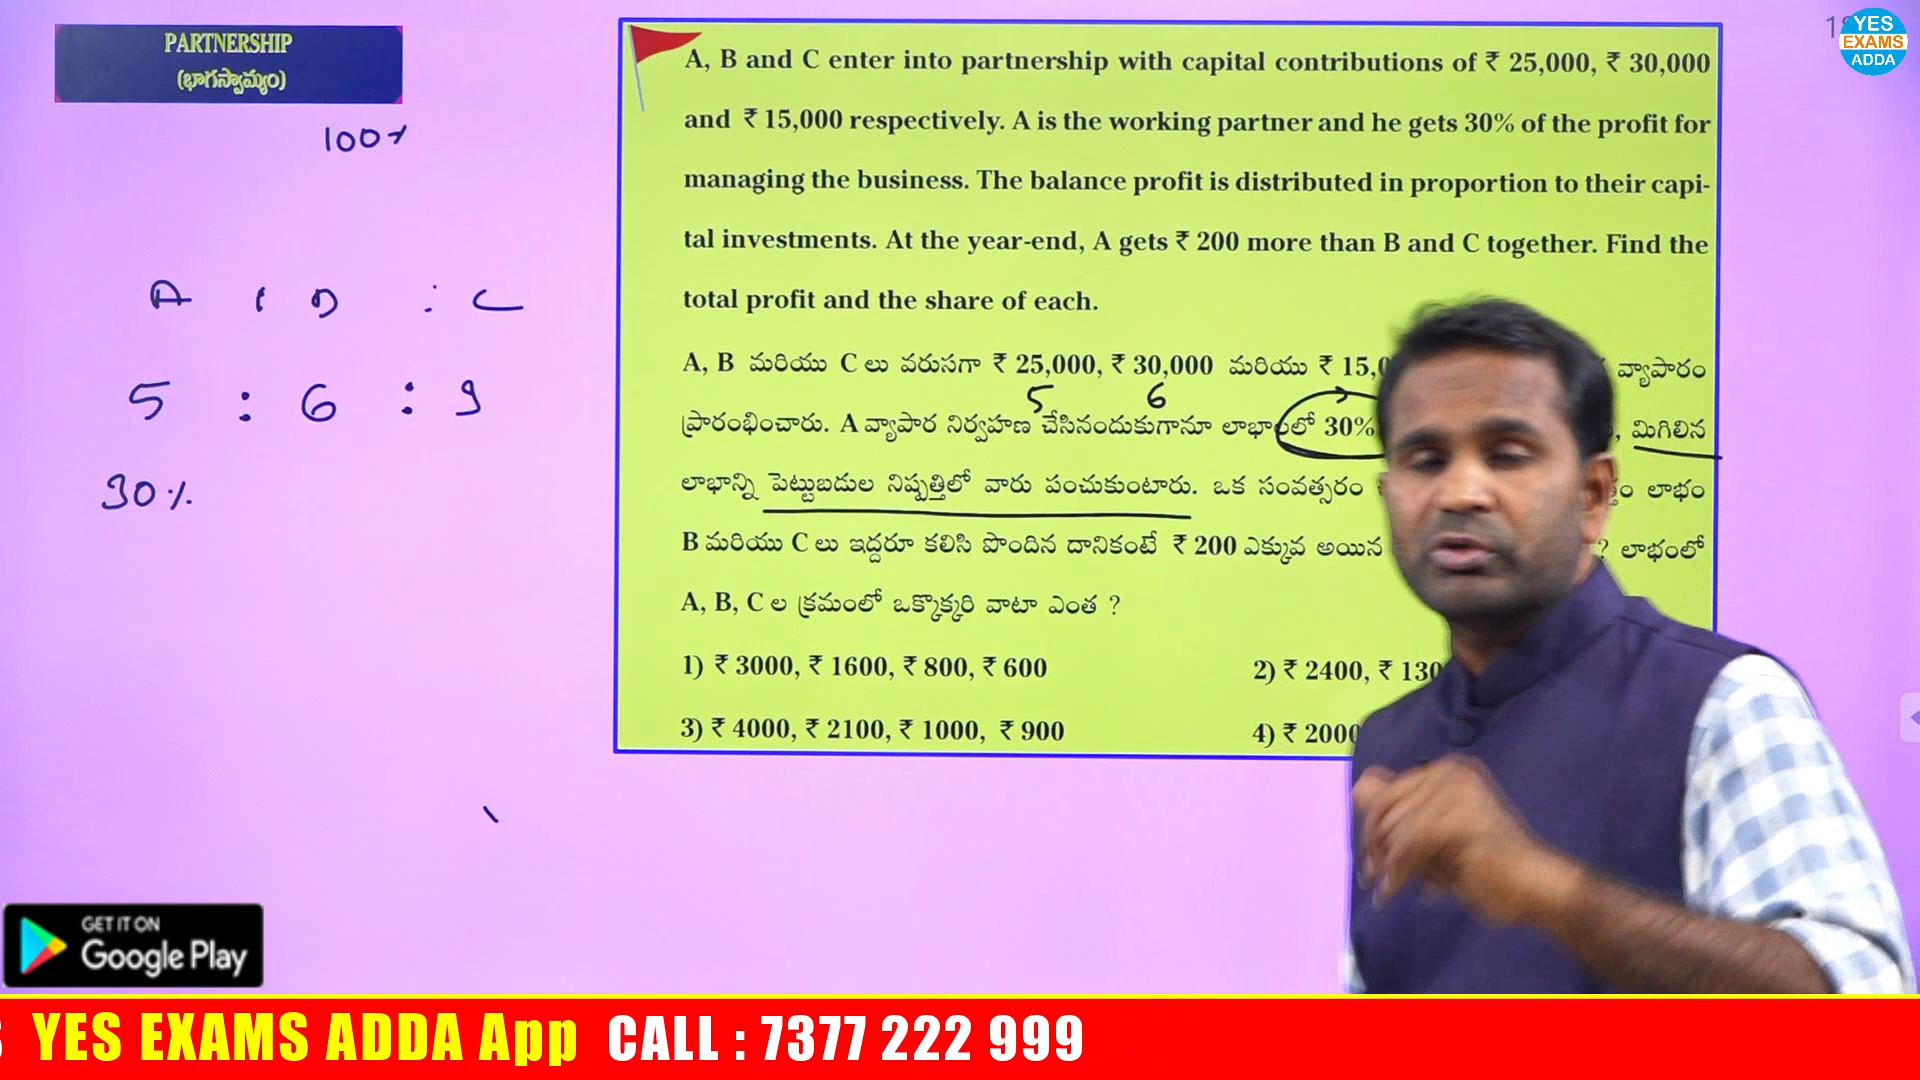 PARTNERSHIP
(భాగస్వామ్యం)
100%
A : B : C
5 : 6 : 3
30%
A, B and C enter into partnership with capital contributions of ₹ 25,000, ₹ 30,000
and ₹ 15,000 respectively. A is the working partner and he gets 30% of the profit for
managing the business. The balance profit is distributed in proportion to their capi-
tal investments. At the year-end, A gets ₹ 200 more than B and C together. Find the
total profit and the share of each.
A, B మరియు C లు వరుసగా ₹ 25,000, ₹ 30,000 మరియు ₹ 15,0 వ్యాపారం
5 6
ప్రారంభించారు. A వ్యాపార నిర్వహణ చేసినందుకుగానూ లాభాలలో 30% , మిగిలిన
లాభాన్ని పెట్టుబడుల నిష్పత్తిలో వారు పంచుకుంటారు. ఒక సంవత్సరం లాభం
B మరియు C లు ఇద్దరూ కలిసి పొందిన దానికంటే ₹ 200 ఎక్కువ అయిన ? లాభంలో
A, B, C ల క్రమంలో ఒక్కొక్కరి వాటా ఎంత ?
1) ₹ 3000, ₹ 1600, ₹ 800, ₹ 600
2) ₹ 2400, ₹ 130
3) ₹ 4000, ₹ 2100, ₹ 1000, ₹ 900
4) ₹ 2000
YES
EXAMS
ADDA
GET IT ON
Google Play
YES EXAMS ADDA App CALL : 7377 222 999